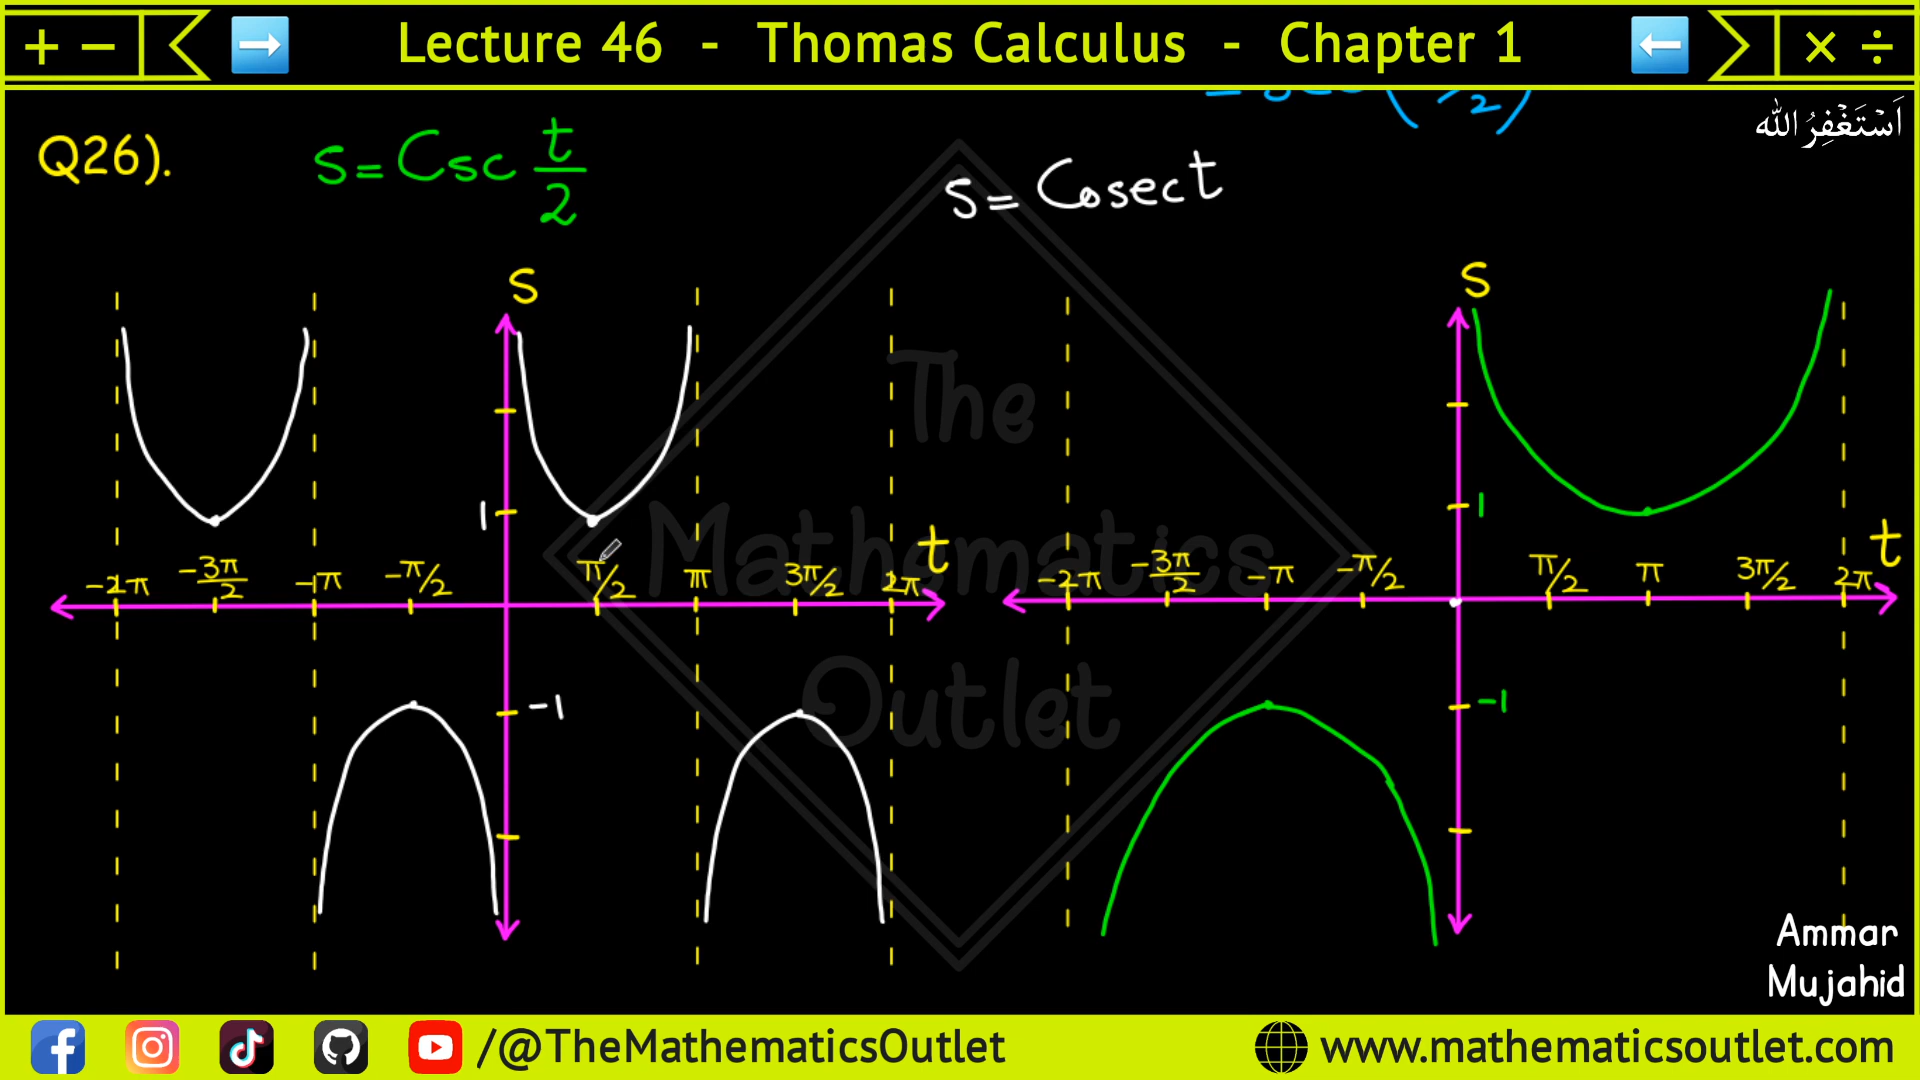 + − Lecture 46 - Thomas Calculus - Chapter 1 × ÷
اَسْتَغْفِرُ اللّٰه
Q26). s = Csc t/2
s = Cosect
s
t
-2π -3π/2 -π -π/2 π/2 π 3π/2 2π
1
-1
s
t
-2π -3π/2 -π -π/2 π/2 π 3π/2 2π
1
-1
The
Mathematics
Outlet
Ammar
Mujahid
/@TheMathematicsOutlet www.mathematicsoutlet.com